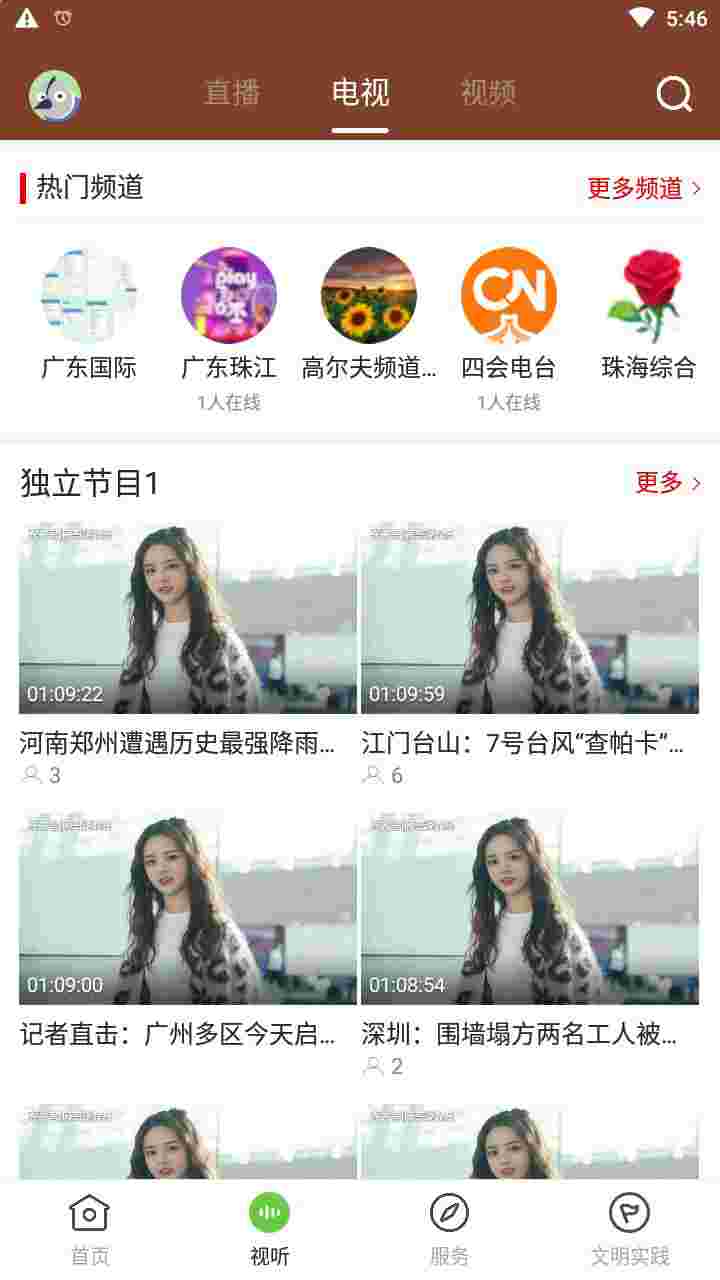 5:46
直播
电视
视频
热门频道
更多频道
play
CN
广东国际
广东珠江
高尔夫频道...
四会电台
珠海综合
1人在线
1人在线
独立节目1
更多
01:09:22
01:09:59
河南郑州遭遇历史最强降雨...
江门台山：7号台风“查帕卡”...
3
6
01:09:00
01:08:54
记者直击：广州多区今天启...
深圳：围墙塌方两名工人被...
2
首页
视听
服务
文明实践